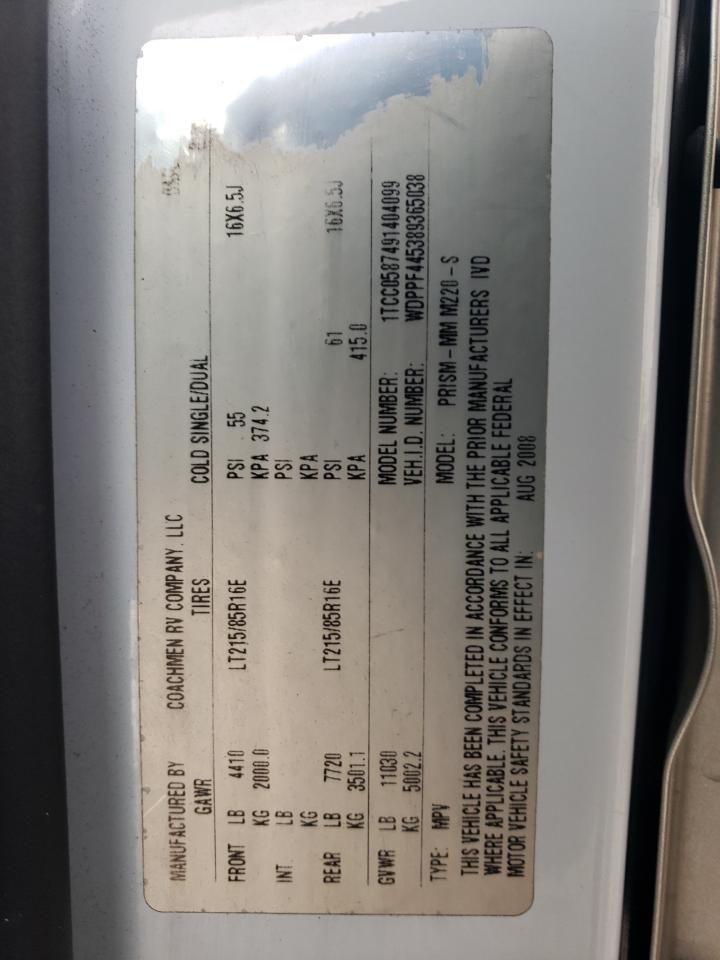 MANUFACTURED BY COACHMEN RV COMPANY. LLC
GAWR TIRES COLD SINGLE/DUAL
FRONT LB 4410 LT215/85R16E PSI 55 16X6.5J
KG 2000.0 KPA 374.2
INT. LB PSI
KG KPA
REAR LB 7720 LT215/85R16E PSI 61 16X6.5J
KG 3501.1 KPA 415.0
GVWR LB 11030 MODEL NUMBER: 1TCC0587491404099
KG 5002.2 VEH.I.D. NUMBER: WDPPF445389365038
TYPE: MPV MODEL: PRISM-MM M220-S
THIS VEHICLE HAS BEEN COMPLETED IN ACCORDANCE WITH THE PRIOR MANUFACTURERS IVD
WHERE APPLICABLE. THIS VEHICLE CONFORMS TO ALL APPLICABLE FEDERAL
MOTOR VEHICLE SAFETY STANDARDS IN EFFECT IN: AUG 2008